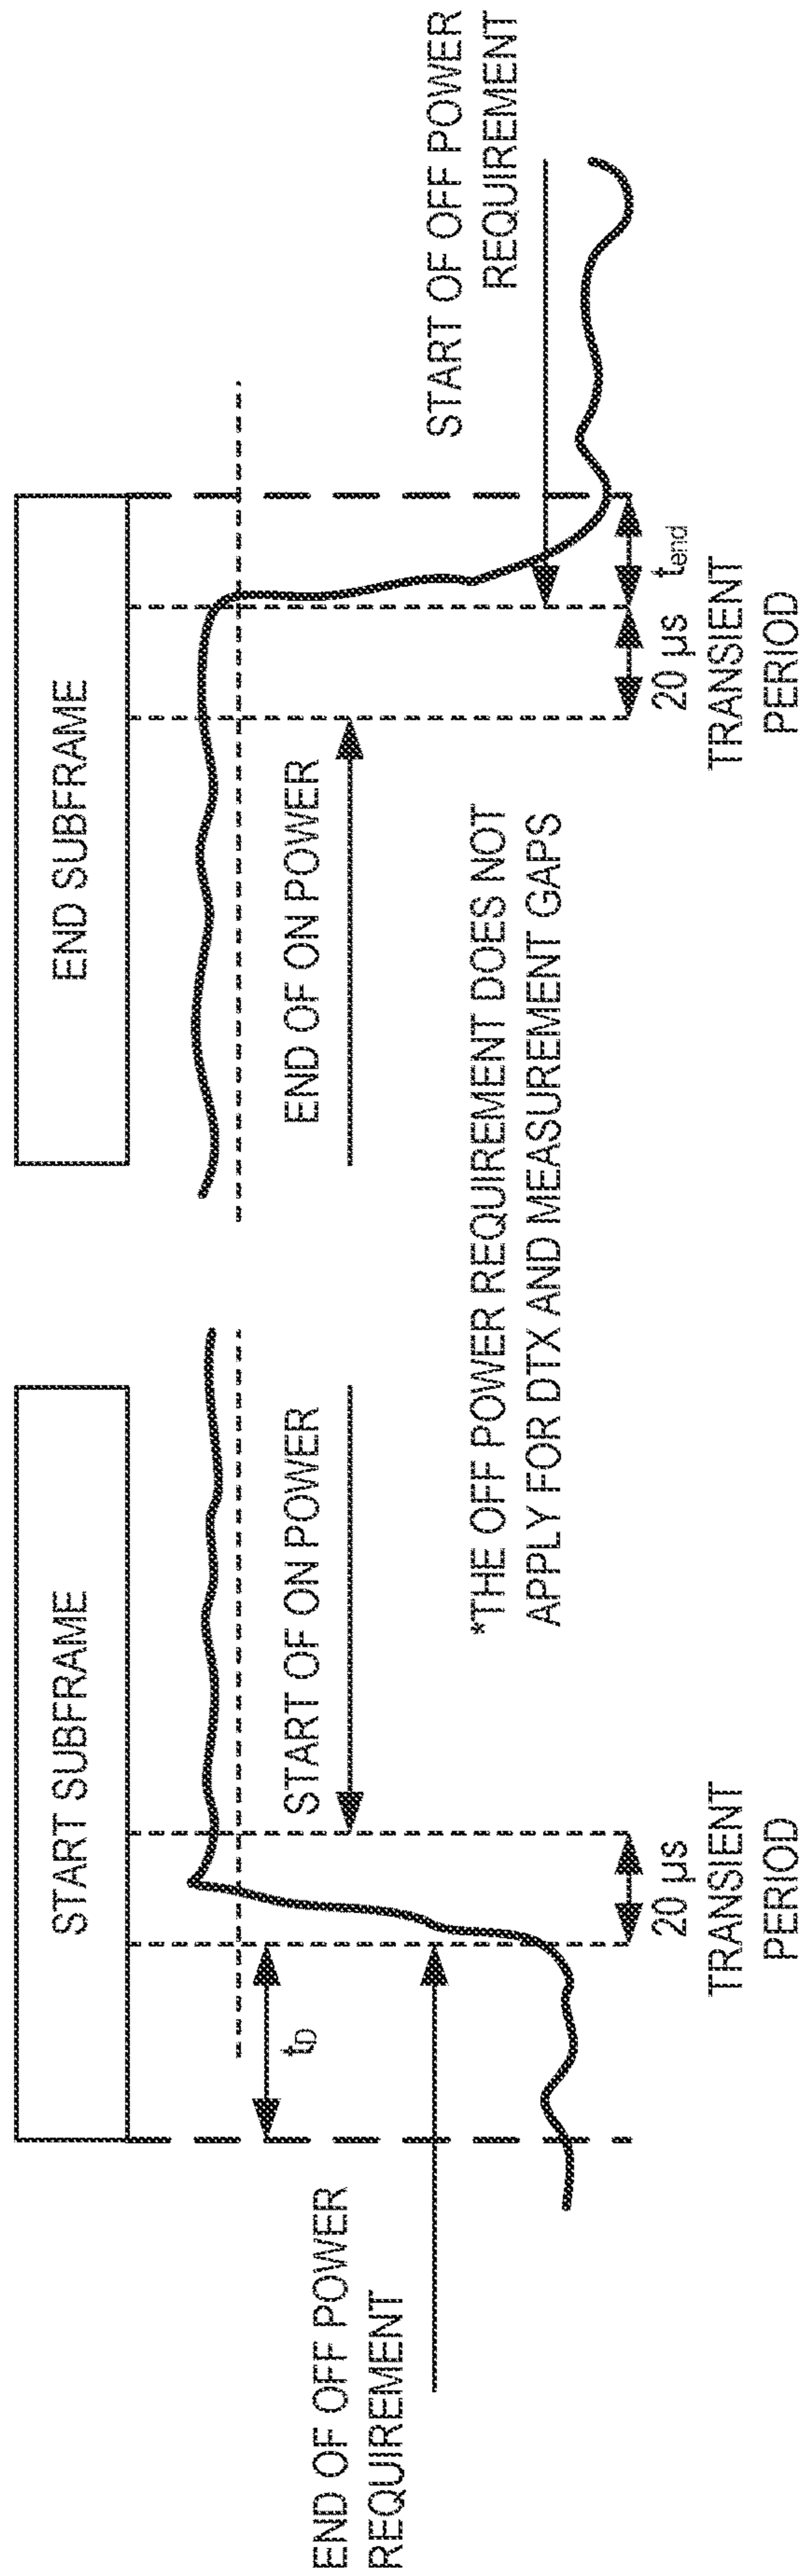 START SUBFRAME
END SUBFRAME
END OF OFF POWER
REQUIREMENT
t_D
START OF ON POWER
END OF ON POWER
START OF OFF POWER
REQUIREMENT
*THE OFF POWER REQUIREMENT DOES NOT
APPLY FOR DTX AND MEASUREMENT GAPS
20 µs
TRANSIENT
PERIOD
20 µs t_end
TRANSIENT
PERIOD